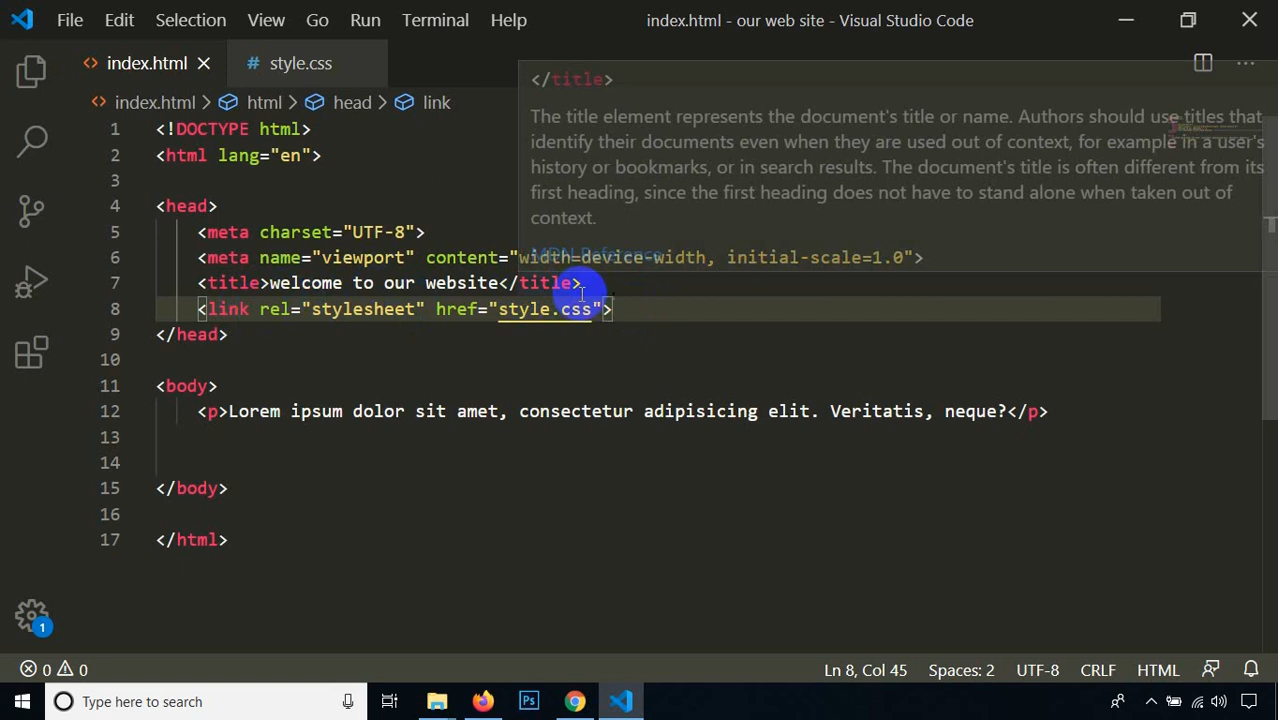 File Edit Selection View Go Run Terminal Help index.html - our web site - Visual Studio Code
index.html style.css
index.html > html > head > link
</title>
The title element represents the document's title or name. Authors should use titles that
identify their documents even when they are used out of context, for example in a user's
history or bookmarks, or in search results. The document's title is often different from its
first heading, since the first heading does not have to stand alone when taken out of
context.
MDN Reference
1 <!DOCTYPE html>
2 <html lang="en">
3
4 <head>
5 <meta charset="UTF-8">
6 <meta name="viewport" content="width=device-width, initial-scale=1.0">
7 <title>welcome to our website</title>
8 <link rel="stylesheet" href="style.css">
9 </head>
10
11 <body>
12 <p>Lorem ipsum dolor sit amet, consectetur adipisicing elit. Veritatis, neque?</p>
13
14
15 </body>
16
17 </html>
1
0 0 Ln 8, Col 45 Spaces: 2 UTF-8 CRLF HTML
Type here to search Ps